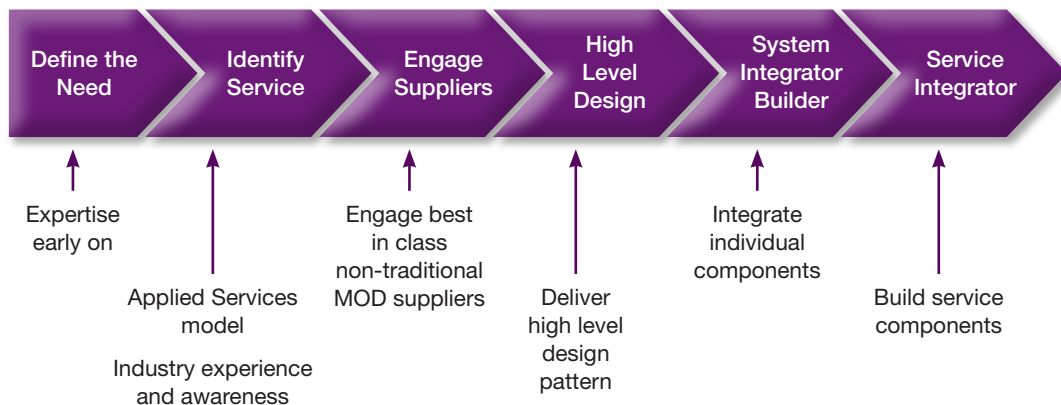 Define the
Need
Identify
Service
Engage
Suppliers
High
Level
Design
System
Integrator
Builder
Service
Integrator
Expertise
early on
Applied Services
model
Industry experience
and awareness
Engage best
in class
non-traditional
MOD suppliers
Deliver
high level
design
pattern
Integrate
individual
components
Build service
components